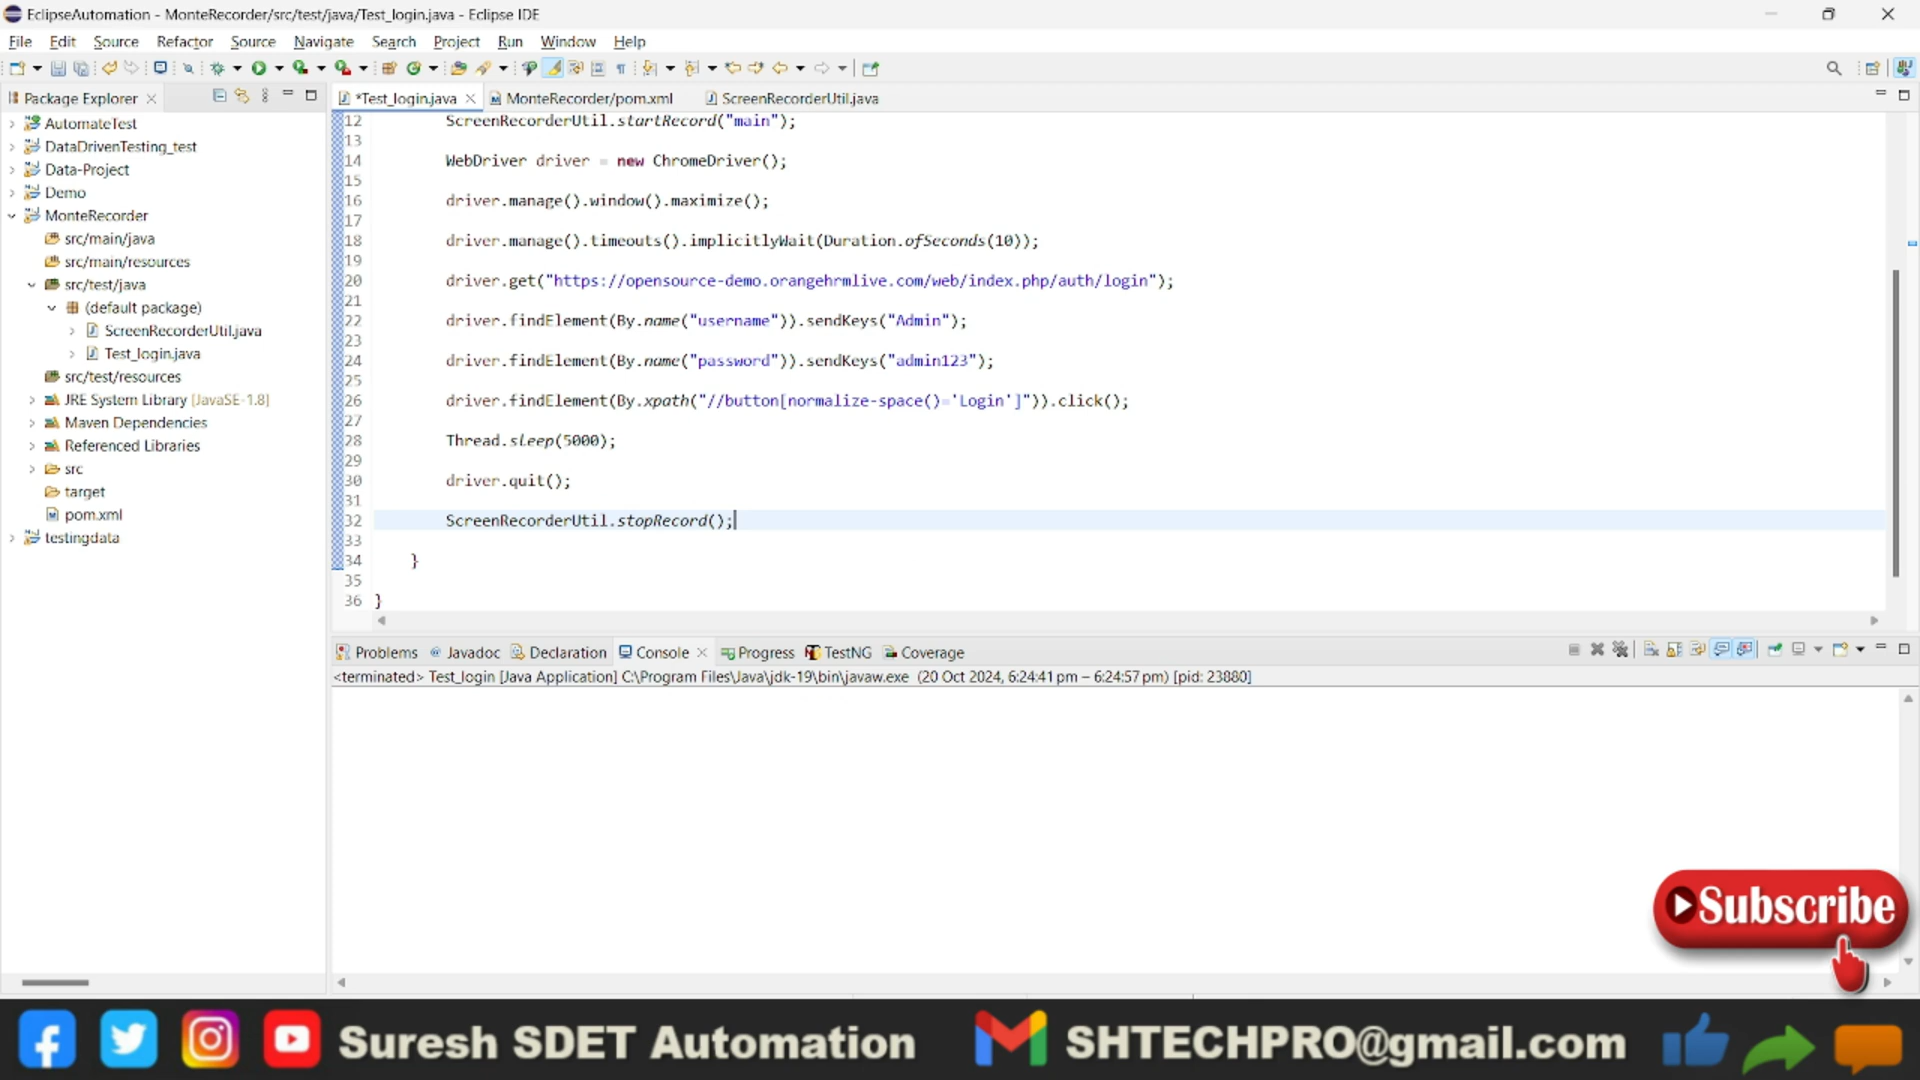 EclipseAutomation - MonteRecorder/src/test/java/Test_login.java - Eclipse IDE
File Edit Source Refactor Source Navigate Search Project Run Window Help
Package Explorer
*Test_login.java MonteRecorder/pom.xml ScreenRecorderUtil.java
AutomateTest
DataDrivenTesting_test
Data-Project
Demo
MonteRecorder
src/main/java
src/main/resources
src/test/java
(default package)
ScreenRecorderUtil.java
Test_login.java
src/test/resources
JRE System Library [JavaSE-1.8]
Maven Dependencies
Referenced Libraries
src
target
pom.xml
testingdata
12 ScreenRecorderUtil.startRecord("main");
13
14 WebDriver driver = new ChromeDriver();
15
16 driver.manage().window().maximize();
17
18 driver.manage().timeouts().implicitlyWait(Duration.ofSeconds(10));
19
20 driver.get("https://opensource-demo.orangehrmlive.com/web/index.php/auth/login");
21
22 driver.findElement(By.name("username")).sendKeys("Admin");
23
24 driver.findElement(By.name("password")).sendKeys("admin123");
25
26 driver.findElement(By.xpath("//button[normalize-space()='Login']")).click();
27
28 Thread.sleep(5000);
29
30 driver.quit();
31
32 ScreenRecorderUtil.stopRecord();
33
34 }
35
36 }
Problems Javadoc Declaration Console Progress TestNG Coverage
<terminated> Test_login [Java Application] C:\Program Files\Java\jdk-19\bin\javaw.exe (20 Oct 2024, 6:24:41 pm – 6:24:57 pm) [pid: 23880]
Subscribe
Suresh SDET Automation SHTECHPRO@gmail.com